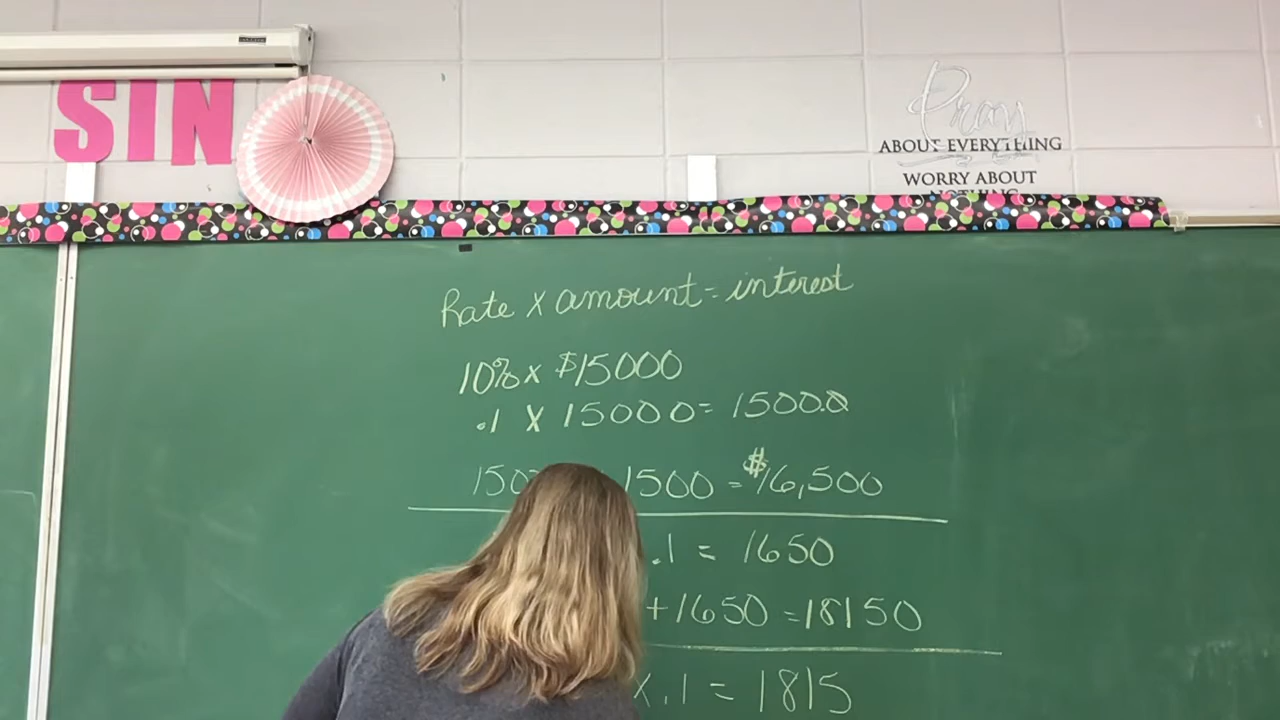 SIN
Pray
ABOUT EVERYTHING
WORRY ABOUT
NOTHING
Rate x amount = interest
10% x $15000
.1 x 15000 = 1500.0
1500 = $16,500
.1 = 1650
+1650 = 18150
x .1 = 1815